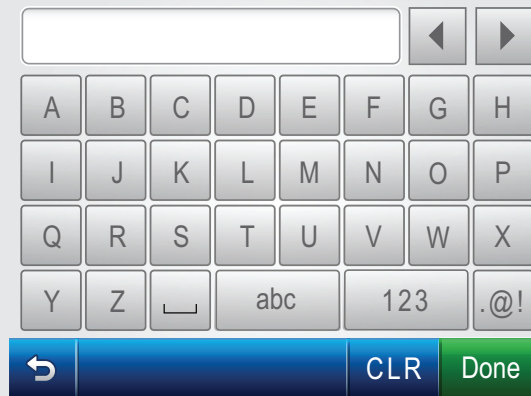 A B C D E F G H
I J K L M N O P
Q R S T U V W X
Y Z abc 123 .@!
CLR Done